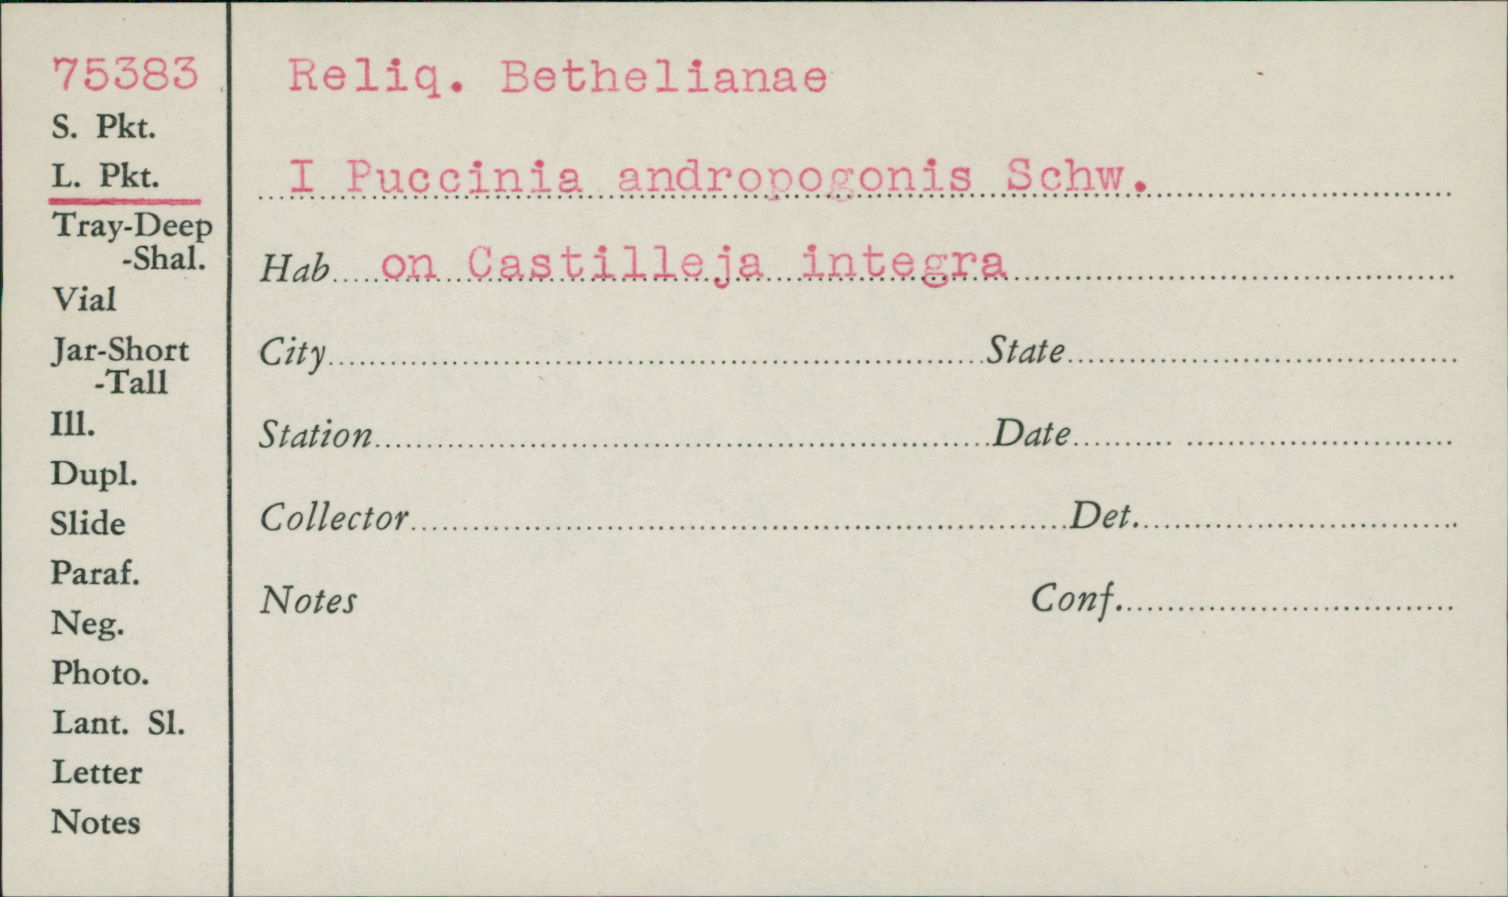 75383
S. Pkt.
L. Pkt.
Tray-Deep
-Shal.
Vial
Jar-Short
-Tall
Ill.
Dupl.
Slide
Paraf.
Neg.
Photo.
Lant. Sl.
Letter
Notes
Reliq. Bethelianae
I Puccinia andropogonis Schw.
Hab on Castilleja integra
City State
Station Date
Collector Det.
Notes Conf.